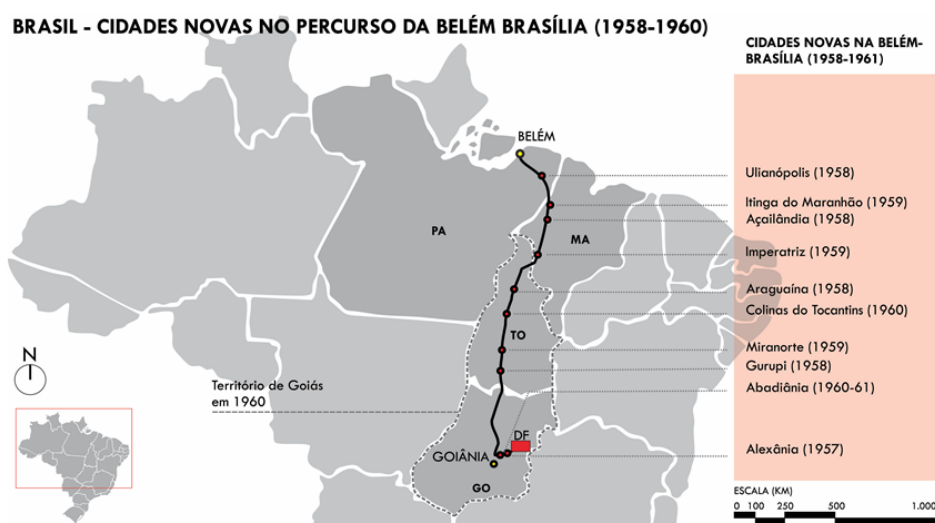 BRASIL - CIDADES NOVAS NO PERCURSO DA BELÉM BRASÍLIA (1958-1960)
CIDADES NOVAS NA BELÉM-
BRASÍLIA (1958-1961)
BELÉM
Ulianópolis (1958)
Itinga do Maranhão (1959)
Açailândia (1958)
PA
MA
Imperatriz (1959)
Araguaína (1958)
Colinas do Tocantins (1960)
TO
Miranorte (1959)
Gurupi (1958)
N
Território de Goiás
em 1960
Abadiânia (1960-61)
DF
GOIÂNIA
Alexânia (1957)
GO
ESCALA (KM)
0 100 250 500 1.000